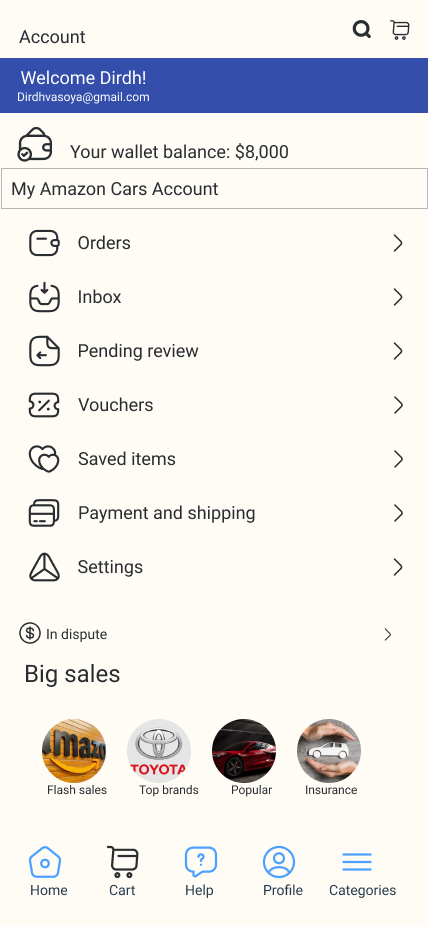 Account
Welcome Dirdh!
Dirdhvasoya@gmail.com
Your wallet balance: $8,000
My Amazon Cars Account
Orders
Inbox
Pending review
Vouchers
Saved items
Payment and shipping
Settings
$ In dispute
Big sales
amazo
TOYOTA
Flash sales
Top brands
Popular
Insurance
?
Home
Cart
Help
Profile
Categories